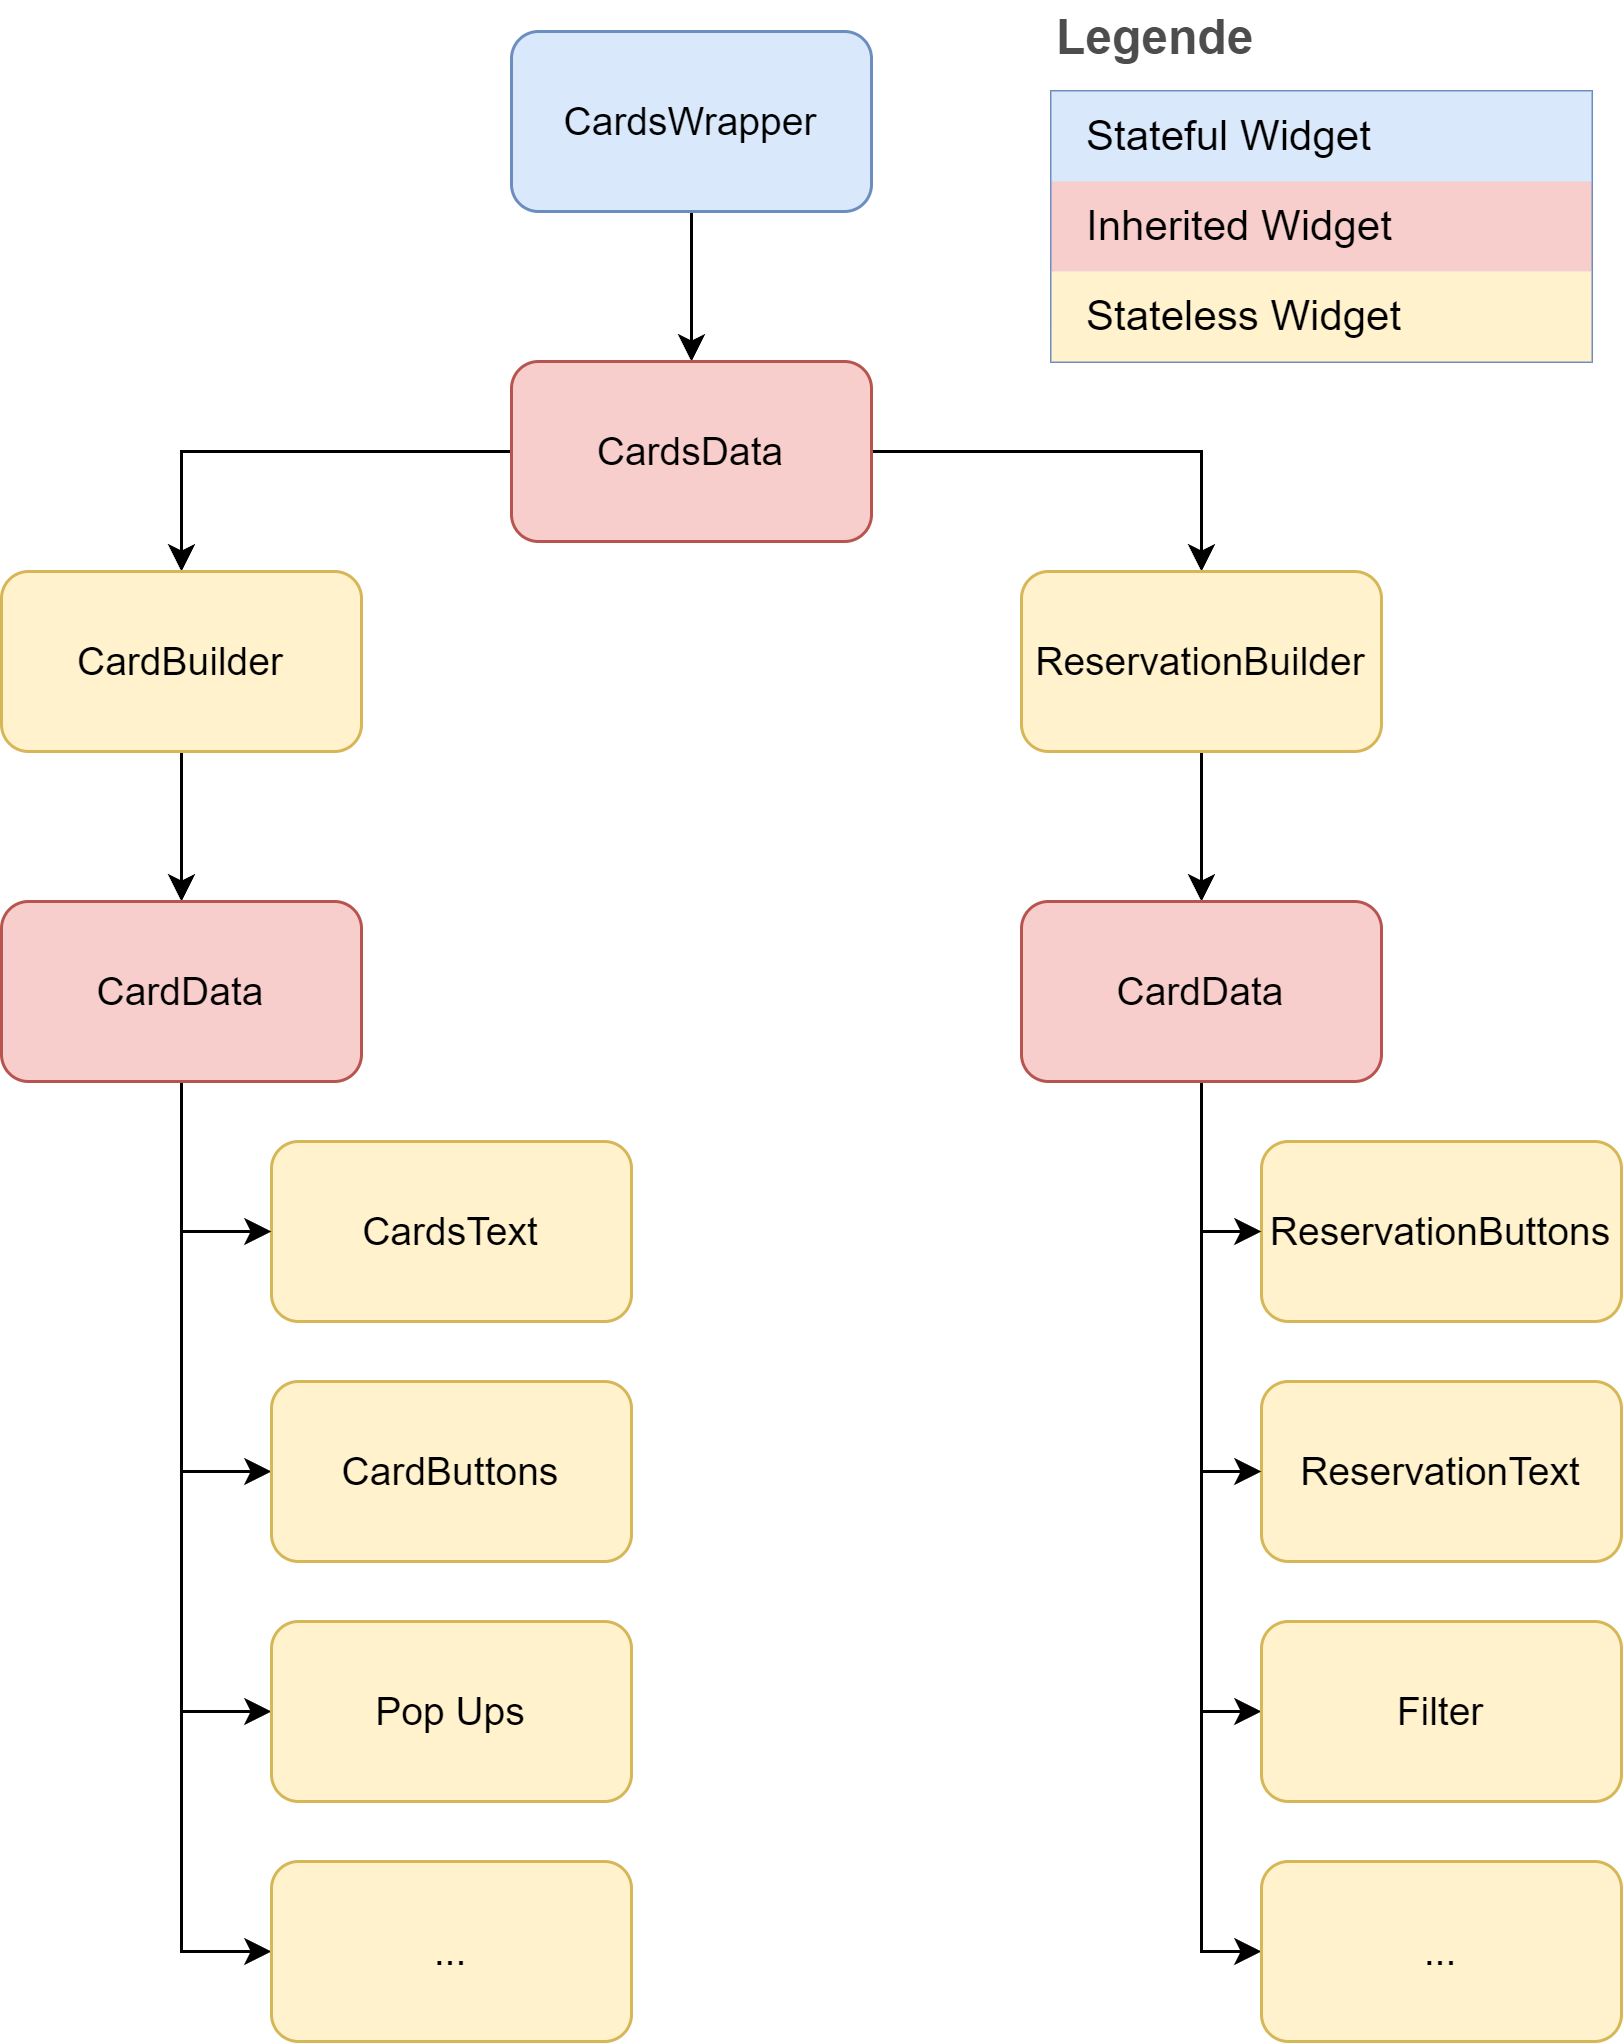 Legende
CardsWrapper
Stateful Widget
Inherited Widget
Stateless Widget
CardsData
CardBuilder
ReservationBuilder
CardData
CardData
CardsText
ReservationButtons
CardButtons
ReservationText
Pop Ups
Filter
...
...